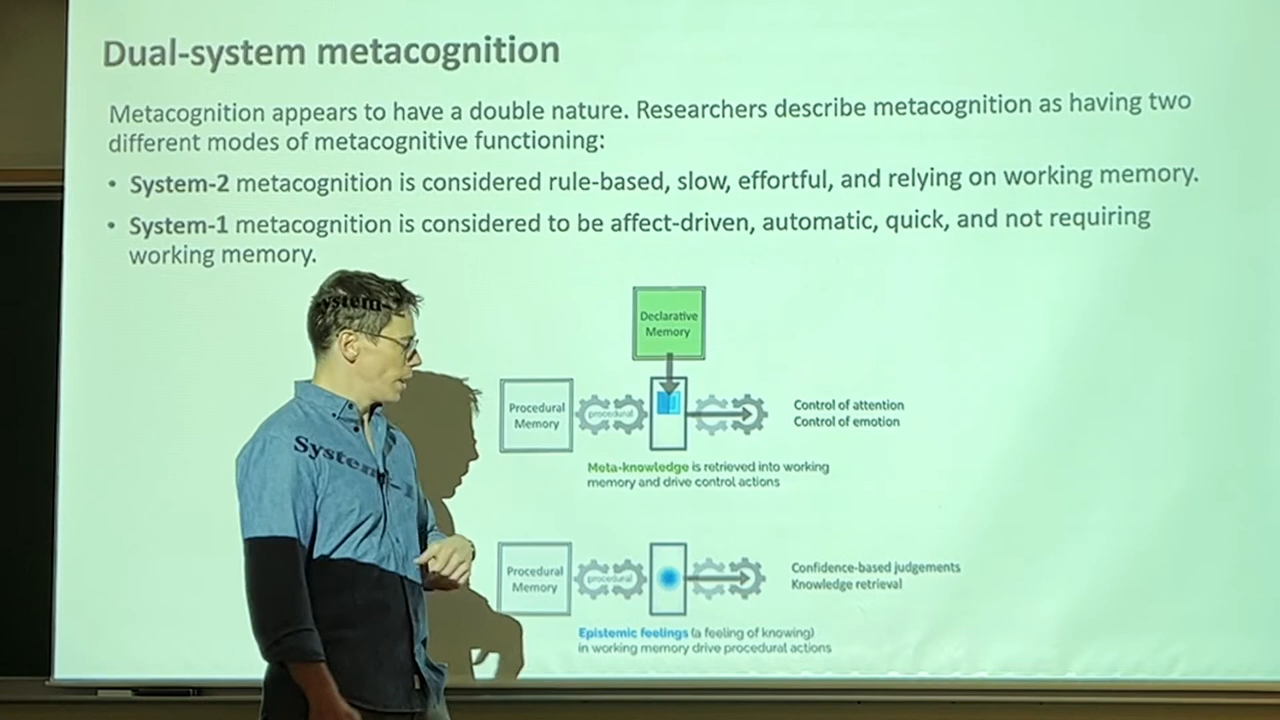 Dual-system metacognition
Metacognition appears to have a double nature. Researchers describe metacognition as having two
different modes of metacognitive functioning:
• System-2 metacognition is considered rule-based, slow, effortful, and relying on working memory.
• System-1 metacognition is considered to be affect-driven, automatic, quick, and not requiring
working memory.
ystem-
System-2
Declarative
Memory
Procedural
Memory
procedural
Control of attention
Control of emotion
Meta-knowledge is retrieved into working
memory and drive control actions
Procedural
Memory
procedural
Confidence-based judgements
Knowledge retrieval
Epistemic feelings (a feeling of knowing)
in working memory drive procedural actions